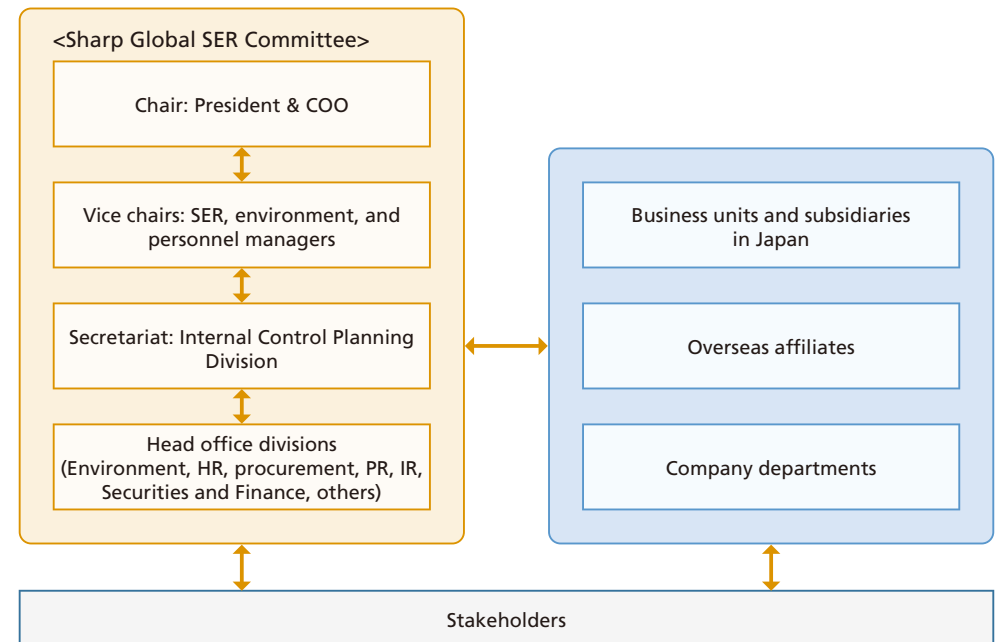 <Sharp Global SER Committee>
Chair: President & COO
Vice chairs: SER, environment, and
personnel managers
Secretariat: Internal Control Planning
Division
Head office divisions
(Environment, HR, procurement, PR, IR,
Securities and Finance, others)
Business units and subsidiaries
in Japan
Overseas affiliates
Company departments
Stakeholders